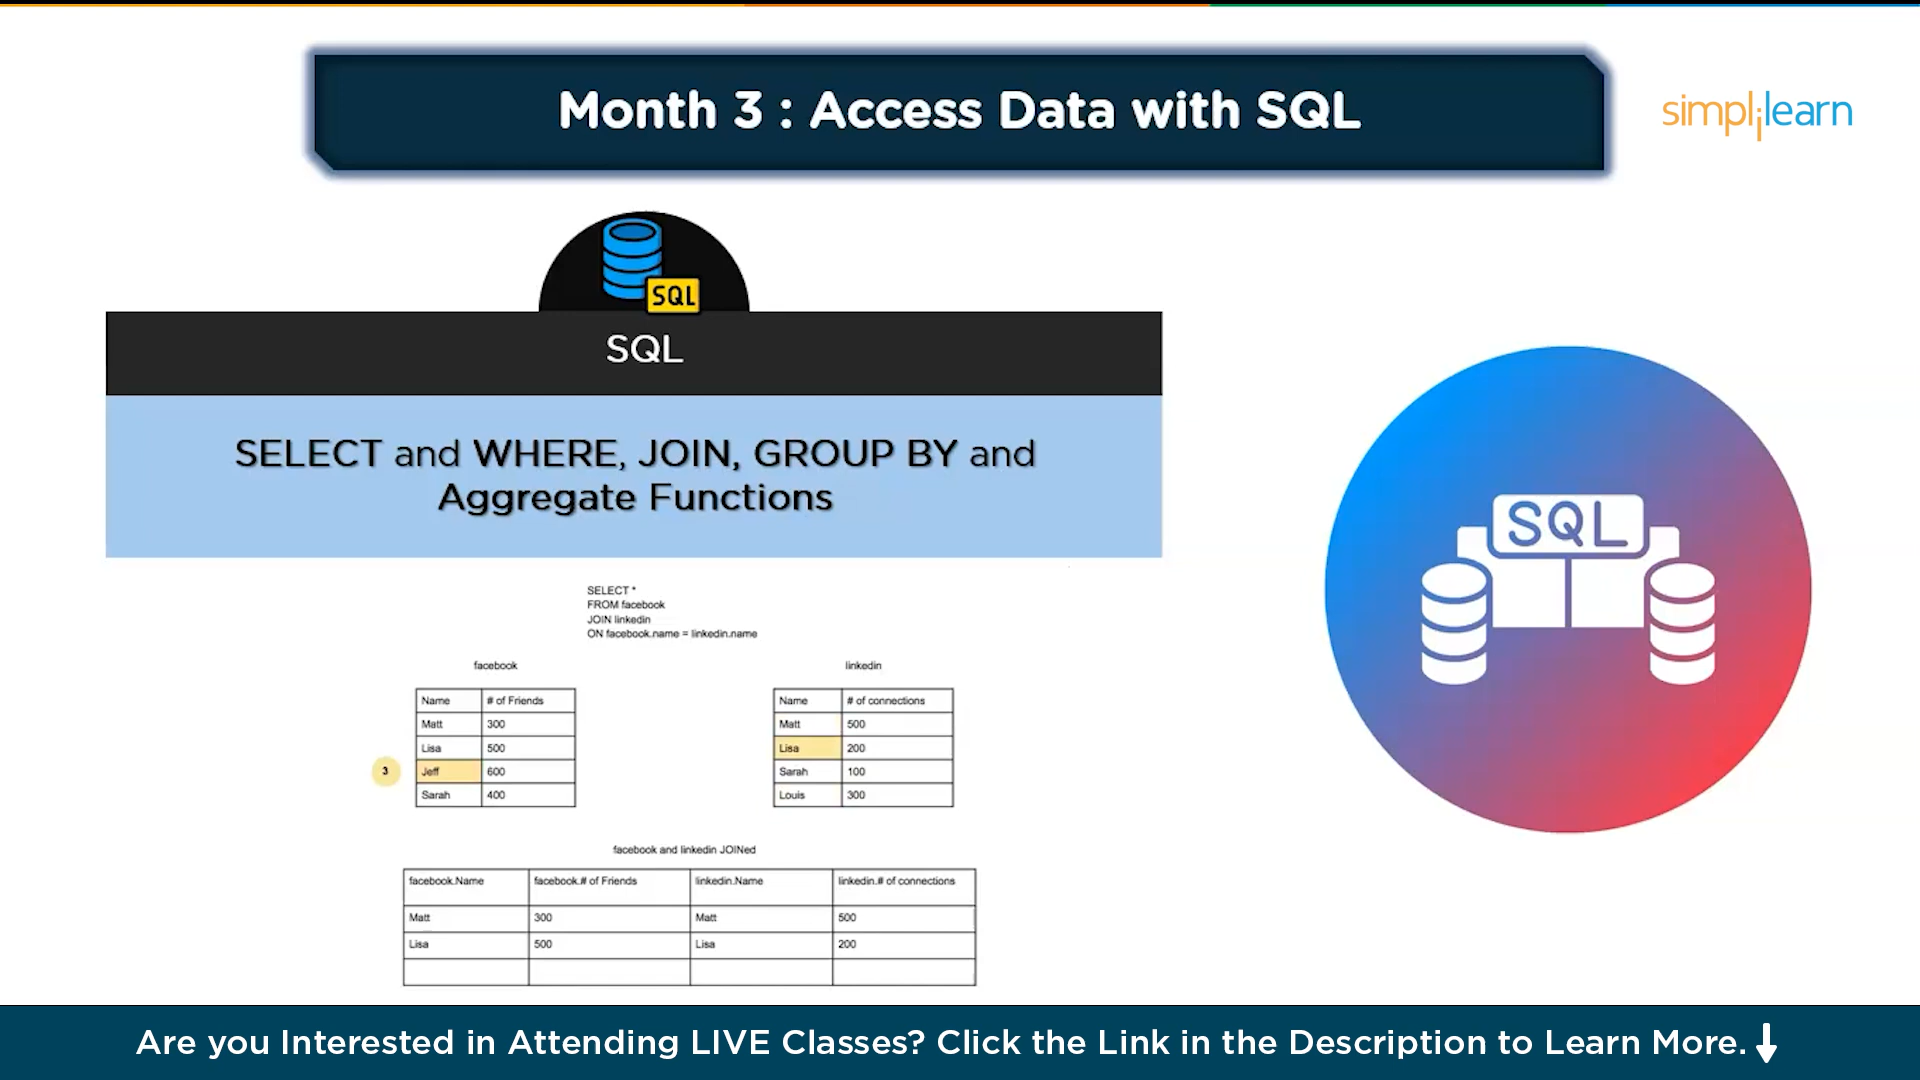 Month 3 : Access Data with SQL
simplilearn
SQL
SQL
SELECT and WHERE, JOIN, GROUP BY and
Aggregate Functions
SQL
SELECT *
FROM facebook
JOIN linkedin
ON facebook.name = linkedin.name
facebook
Name # of Friends
Matt 300
Lisa 500
3 Jeff 600
Sarah 400
linkedin
Name # of connections
Matt 500
Lisa 200
Sarah 100
Louis 300
facebook and linkedin JOINed
facebook.Name facebook.# of Friends linkedin.Name linkedin.# of connections
Matt 300 Matt 500
Lisa 500 Lisa 200
Are you Interested in Attending LIVE Classes? Click the Link in the Description to Learn More.